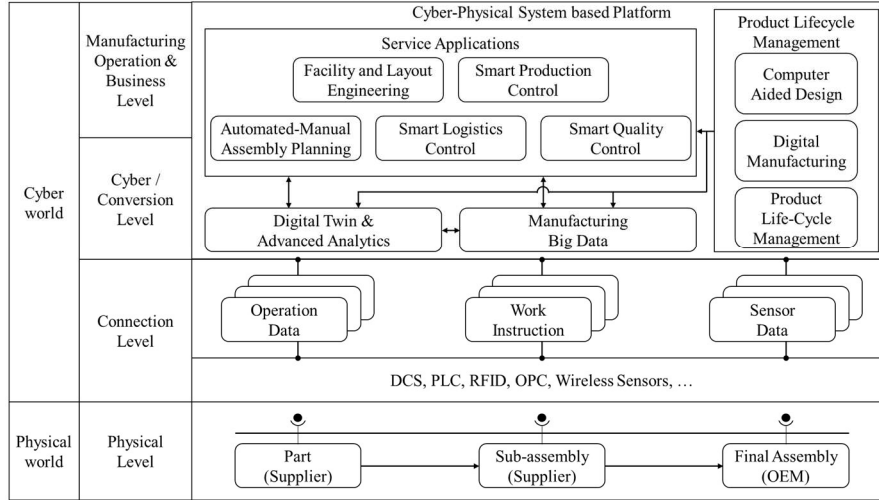 Cyber-Physical System based Platform
Manufacturing
Operation &
Business
Level
Service Applications
Facility and Layout
Engineering
Smart Production
Control
Automated-Manual
Assembly Planning
Smart Logistics
Control
Smart Quality
Control
Product Lifecycle
Management
Computer
Aided Design
Digital
Manufacturing
Product
Life-Cycle
Management
Cyber
world
Cyber /
Conversion
Level
Digital Twin &
Advanced Analytics
Manufacturing
Big Data
Connection
Level
Operation
Data
Work
Instruction
Sensor
Data
DCS, PLC, RFID, OPC, Wireless Sensors, …
Physical
world
Physical
Level
Part
(Supplier)
Sub-assembly
(Supplier)
Final Assembly
(OEM)